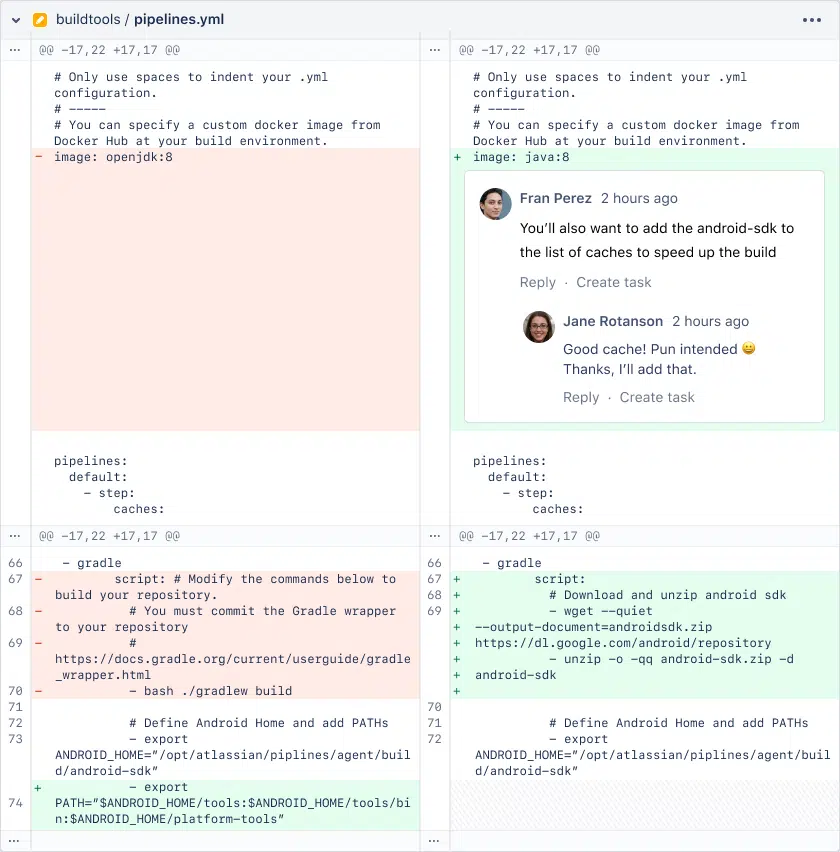 buildtools / pipelines.yml
•••
... @@ -17,22 +17,17 @@
# Only use spaces to indent your .yml
configuration.
# -----
# You can specify a custom docker image from
Docker Hub at your build environment.
- image: openjdk:8
pipelines:
default:
- step:
caches:
... @@ -17,22 +17,17 @@
66 - gradle
67 - script: # Modify the commands below to
build your repository.
68 - # You must commit the Gradle wrapper
to your repository
69 - #
https://docs.gradle.org/current/userguide/gradle
_wrapper.html
70 - - bash ./gradlew build
71
72 # Define Android Home and add PATHs
73 - export
ANDROID_HOME="/opt/atlassian/piplines/agent/buil
d/android-sdk"
+ - export
74 PATH="$ANDROID_HOME/tools:$ANDROID_HOME/tools/bi
n:$ANDROID_HOME/platform-tools"
...
... @@ -17,22 +17,17 @@
# Only use spaces to indent your .yml
configuration.
# -----
# You can specify a custom docker image from
Docker Hub at your build environment.
+ image: java:8
Fran Perez 2 hours ago
You’ll also want to add the android-sdk to
the list of caches to speed up the build
Reply · Create task
Jane Rotanson 2 hours ago
Good cache! Pun intended 😀
Thanks, I’ll add that.
Reply · Create task
pipelines:
default:
- step:
caches:
... @@ -17,22 +17,17 @@
66 - gradle
67 + script:
68 + # Download and unzip android sdk
69 + - wget --quiet
+ --output-document=androidsdk.zip
+ https://dl.google.com/android/repository
+ - unzip -o -qq android-sdk.zip -d
+ android-sdk
+
70
71 # Define Android Home and add PATHs
72 - export
ANDROID_HOME="/opt/atlassian/piplines/agent/buil
d/android-sdk"
...